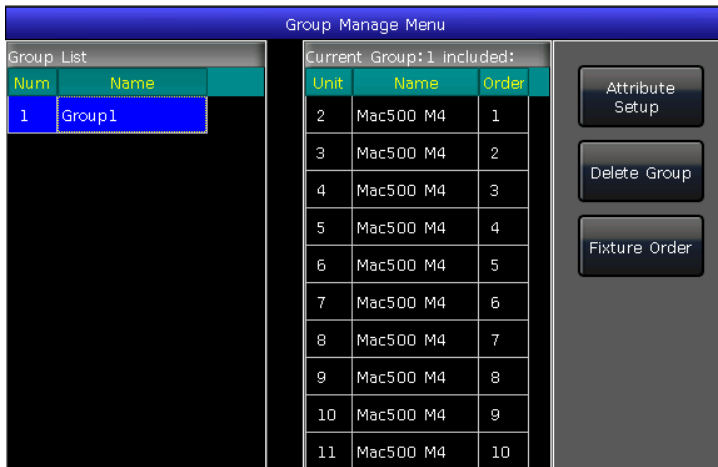 Group Manage Menu
Group List
Num Name
1 Group1
Current Group:1 included:
Unit Name Order
2 Mac500 M4 1
3 Mac500 M4 2
4 Mac500 M4 3
5 Mac500 M4 4
6 Mac500 M4 5
7 Mac500 M4 6
8 Mac500 M4 7
9 Mac500 M4 8
10 Mac500 M4 9
11 Mac500 M4 10
Attribute
Setup
Delete Group
Fixture Order